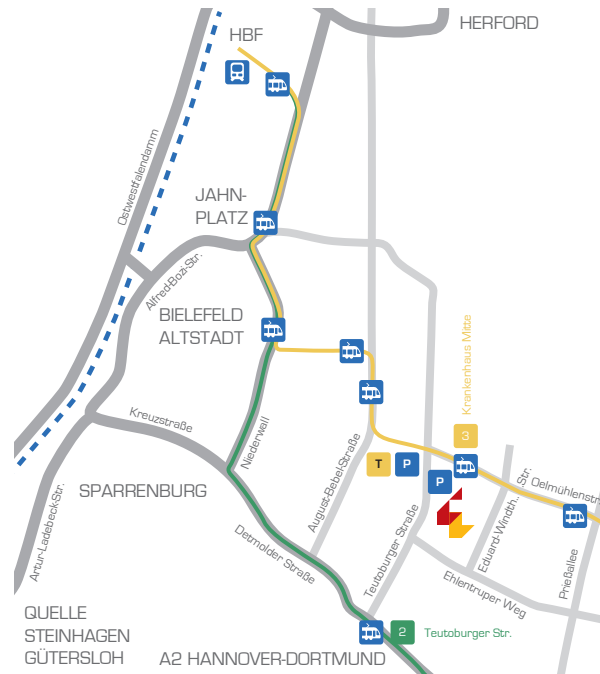 HERFORD
HBF
Ostwestfalendamm
JAHN-
PLATZ
Alfred-Bozi-Str.
BIELEFELD
ALTSTADT
Krankenhaus Mitte
3
Kreuzstraße
Niederwall
August-Bebel-Straße
T
P
P
Oelmühlenstr
SPARRENBURG
Artur-Ladebeck-Str.
Detmolder Straße
Teutoburger Straße
Eduard-Windth.. Str.
Ehlentruper Weg
Prießallee
QUELLE
STEINHAGEN
GÜTERSLOH
A2 HANNOVER-DORTMUND
2
Teutoburger Str.